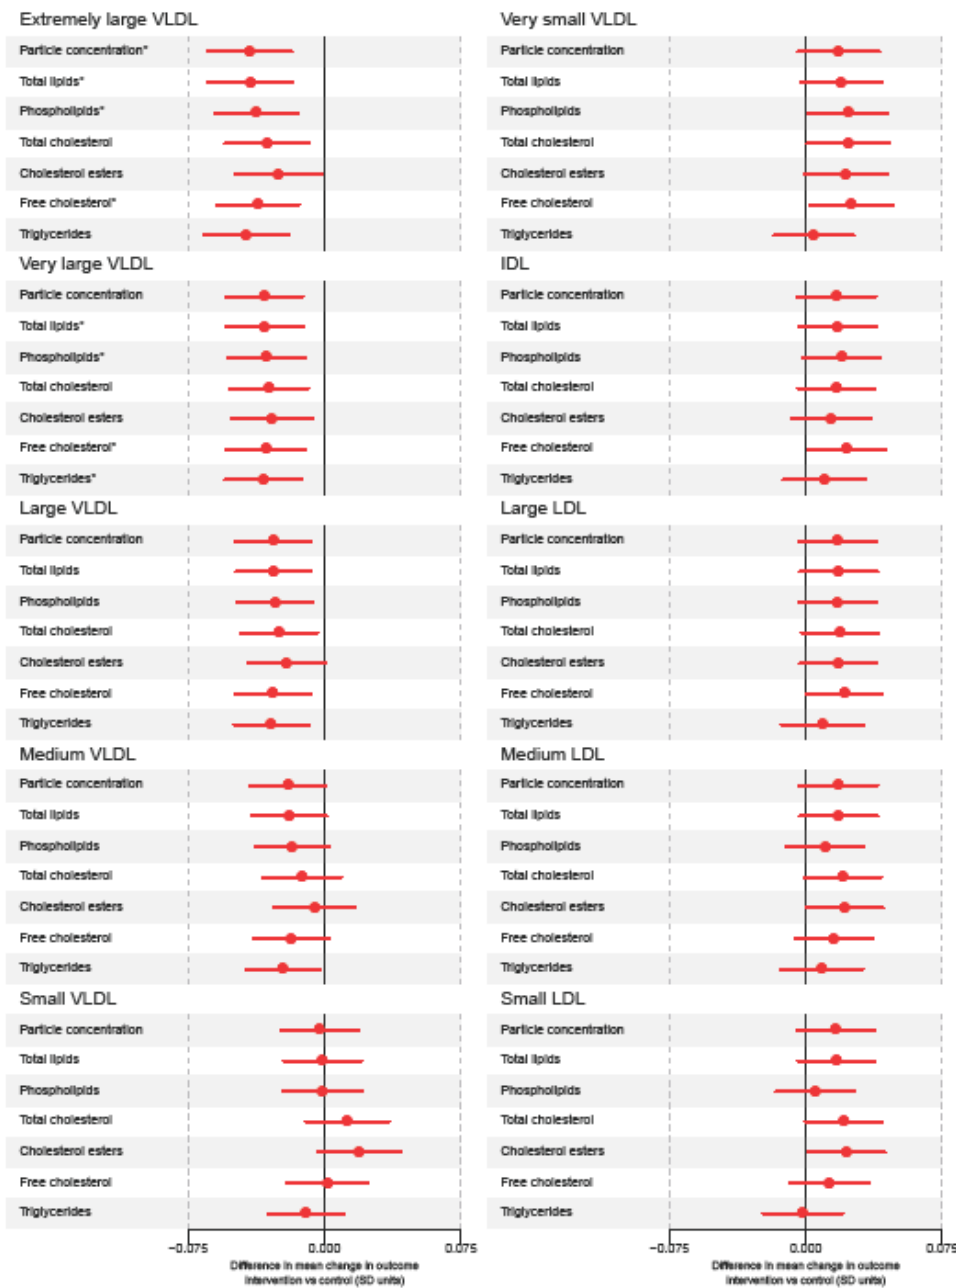 Extremely large VLDL
Particle concentration*
Total lipids*
Phospholipids*
Total cholesterol
Cholesterol esters
Free cholesterol*
Triglycerides
Very large VLDL
Particle concentration
Total lipids*
Phospholipids*
Total cholesterol
Cholesterol esters
Free cholesterol*
Triglycerides*
Large VLDL
Particle concentration
Total lipids
Phospholipids
Total cholesterol
Cholesterol esters
Free cholesterol
Triglycerides
Medium VLDL
Particle concentration
Total lipids
Phospholipids
Total cholesterol
Cholesterol esters
Free cholesterol
Triglycerides
Small VLDL
Particle concentration
Total lipids
Phospholipids
Total cholesterol
Cholesterol esters
Free cholesterol
Triglycerides
−0.075 0.000 0.075
Difference in mean change in outcome
Intervention vs control (SD units)
Very small VLDL
Particle concentration
Total lipids
Phospholipids
Total cholesterol
Cholesterol esters
Free cholesterol
Triglycerides
IDL
Particle concentration
Total lipids
Phospholipids
Total cholesterol
Cholesterol esters
Free cholesterol
Triglycerides
Large LDL
Particle concentration
Total lipids
Phospholipids
Total cholesterol
Cholesterol esters
Free cholesterol
Triglycerides
Medium LDL
Particle concentration
Total lipids
Phospholipids
Total cholesterol
Cholesterol esters
Free cholesterol
Triglycerides
Small LDL
Particle concentration
Total lipids
Phospholipids
Total cholesterol
Cholesterol esters
Free cholesterol
Triglycerides
−0.075 0.000 0.075
Difference in mean change in outcome
Intervention vs control (SD units)